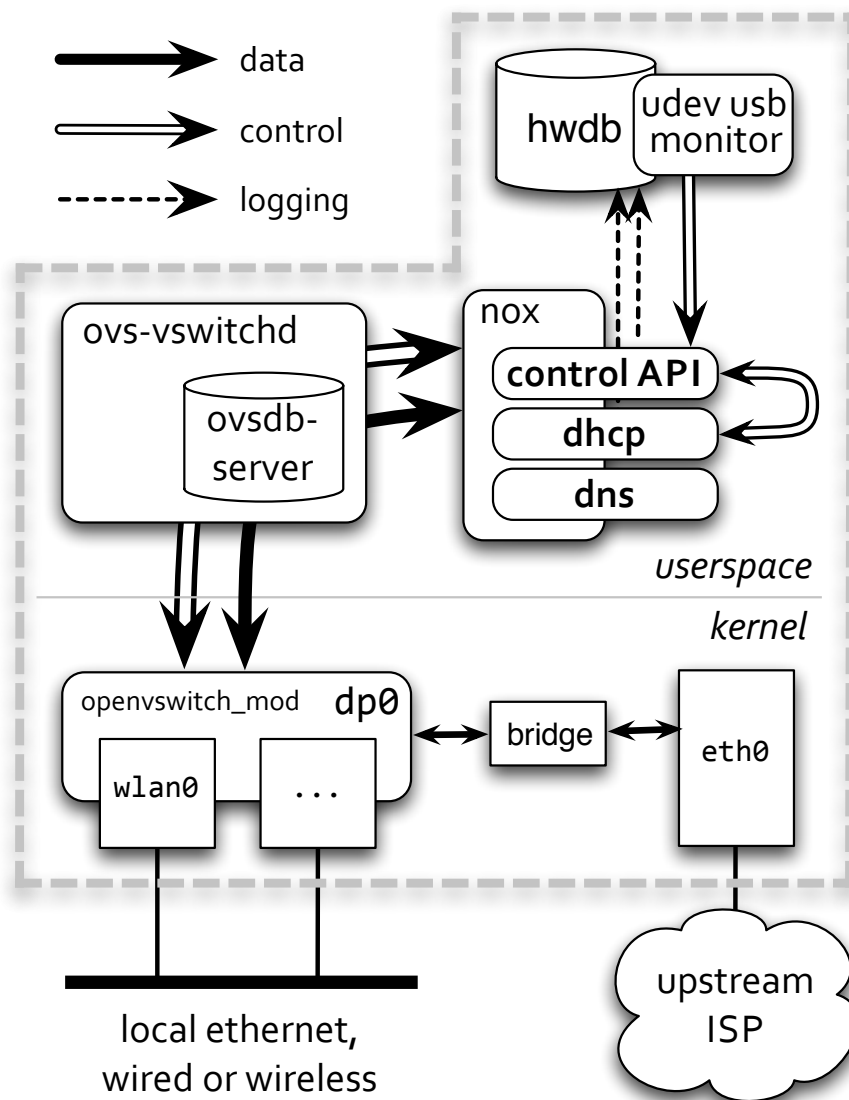 data
control
logging
hwdb
udev usb
monitor
ovs-vswitchd
ovsdb-
server
nox
control API
dhcp
dns
userspace
kernel
openvswitch_mod
dp0
wlan0
...
bridge
eth0
local ethernet,
wired or wireless
upstream
ISP